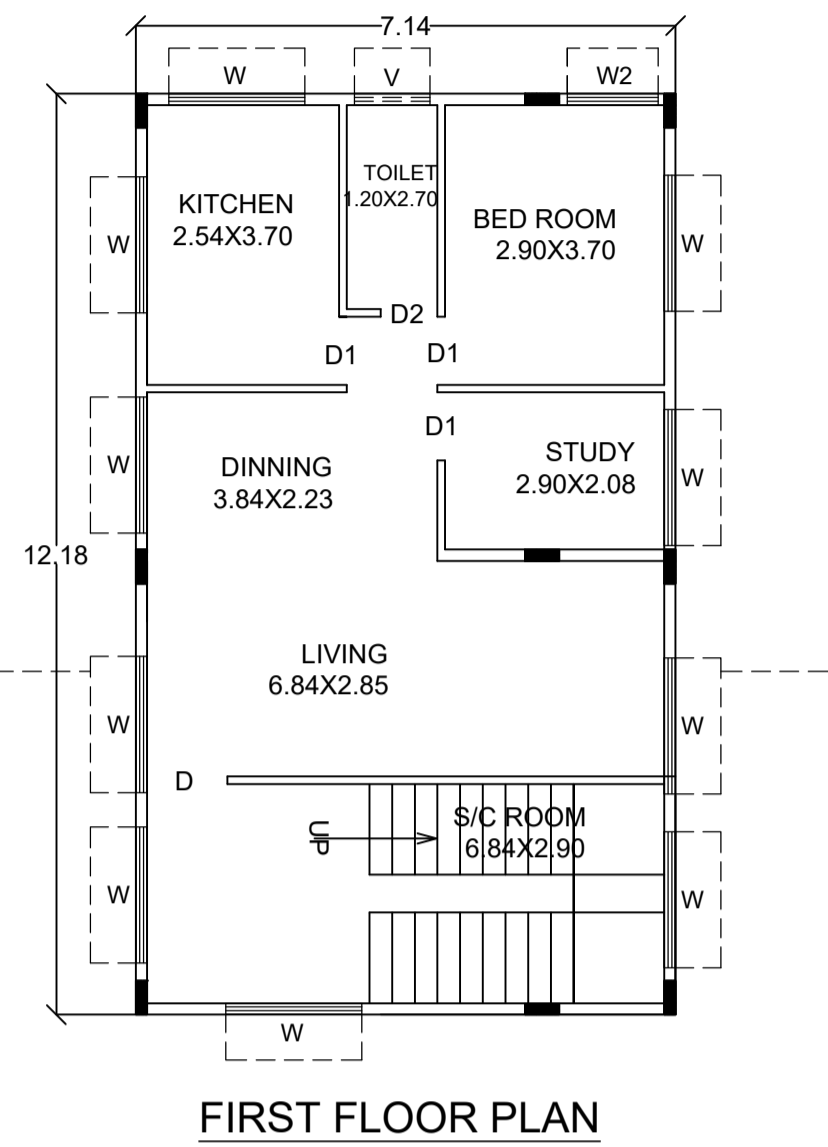 7.14
W
V
W2
TOILET
1.20X2.70
KITCHEN
2.54X3.70
BED ROOM
2.90X3.70
W
W
D2
D1
D1
D1
DINNING
3.84X2.23
STUDY
2.90X2.08
W
W
12.18
LIVING
6.84X2.85
W
W
D
UP
S/C ROOM
6.84X2.90
W
W
W
FIRST FLOOR PLAN